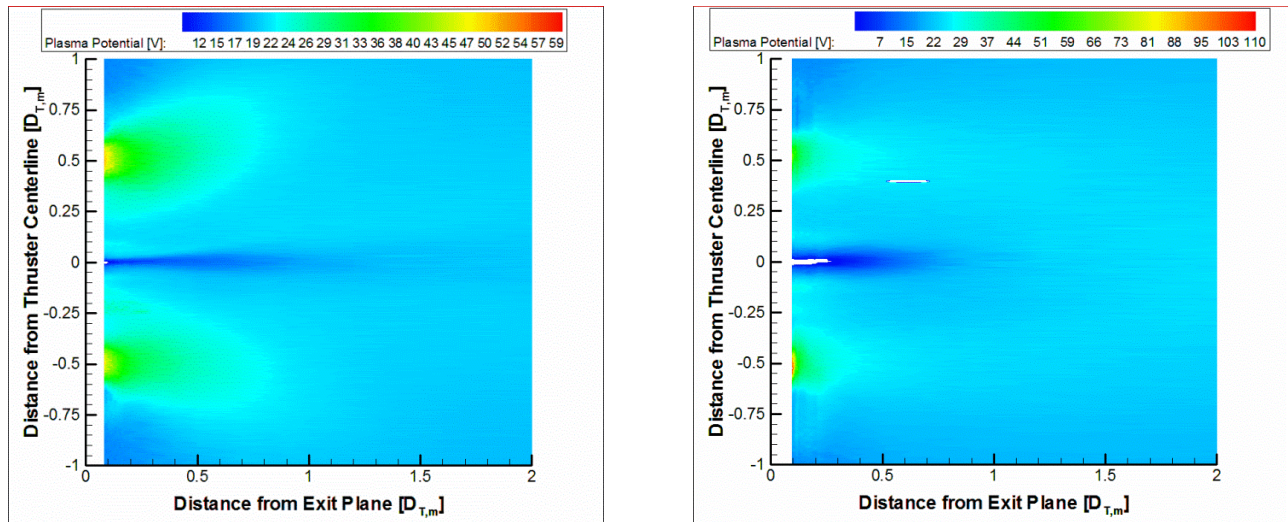 Plasma Potential [V]: 12 15 17 19 22 24 26 29 31 33 36 38 40 43 45 47 50 52 54 57 59
1
0.75
0.5
0.25
0
-0.25
-0.5
-0.75
-1
Distance from Thruster Centerline [D_T,m]
0 0.5 1 1.5 2
Distance from Exit Plane [D_T,m]
Plasma Potential [V]: 7 15 22 29 37 44 51 59 66 73 81 88 95 103 110
1
0.75
0.5
0.25
0
-0.25
-0.5
-0.75
-1
Distance from Thruster Centerline [D_T,m]
0 0.5 1 1.5 2
Distance from Exit Plane [D_T,m]